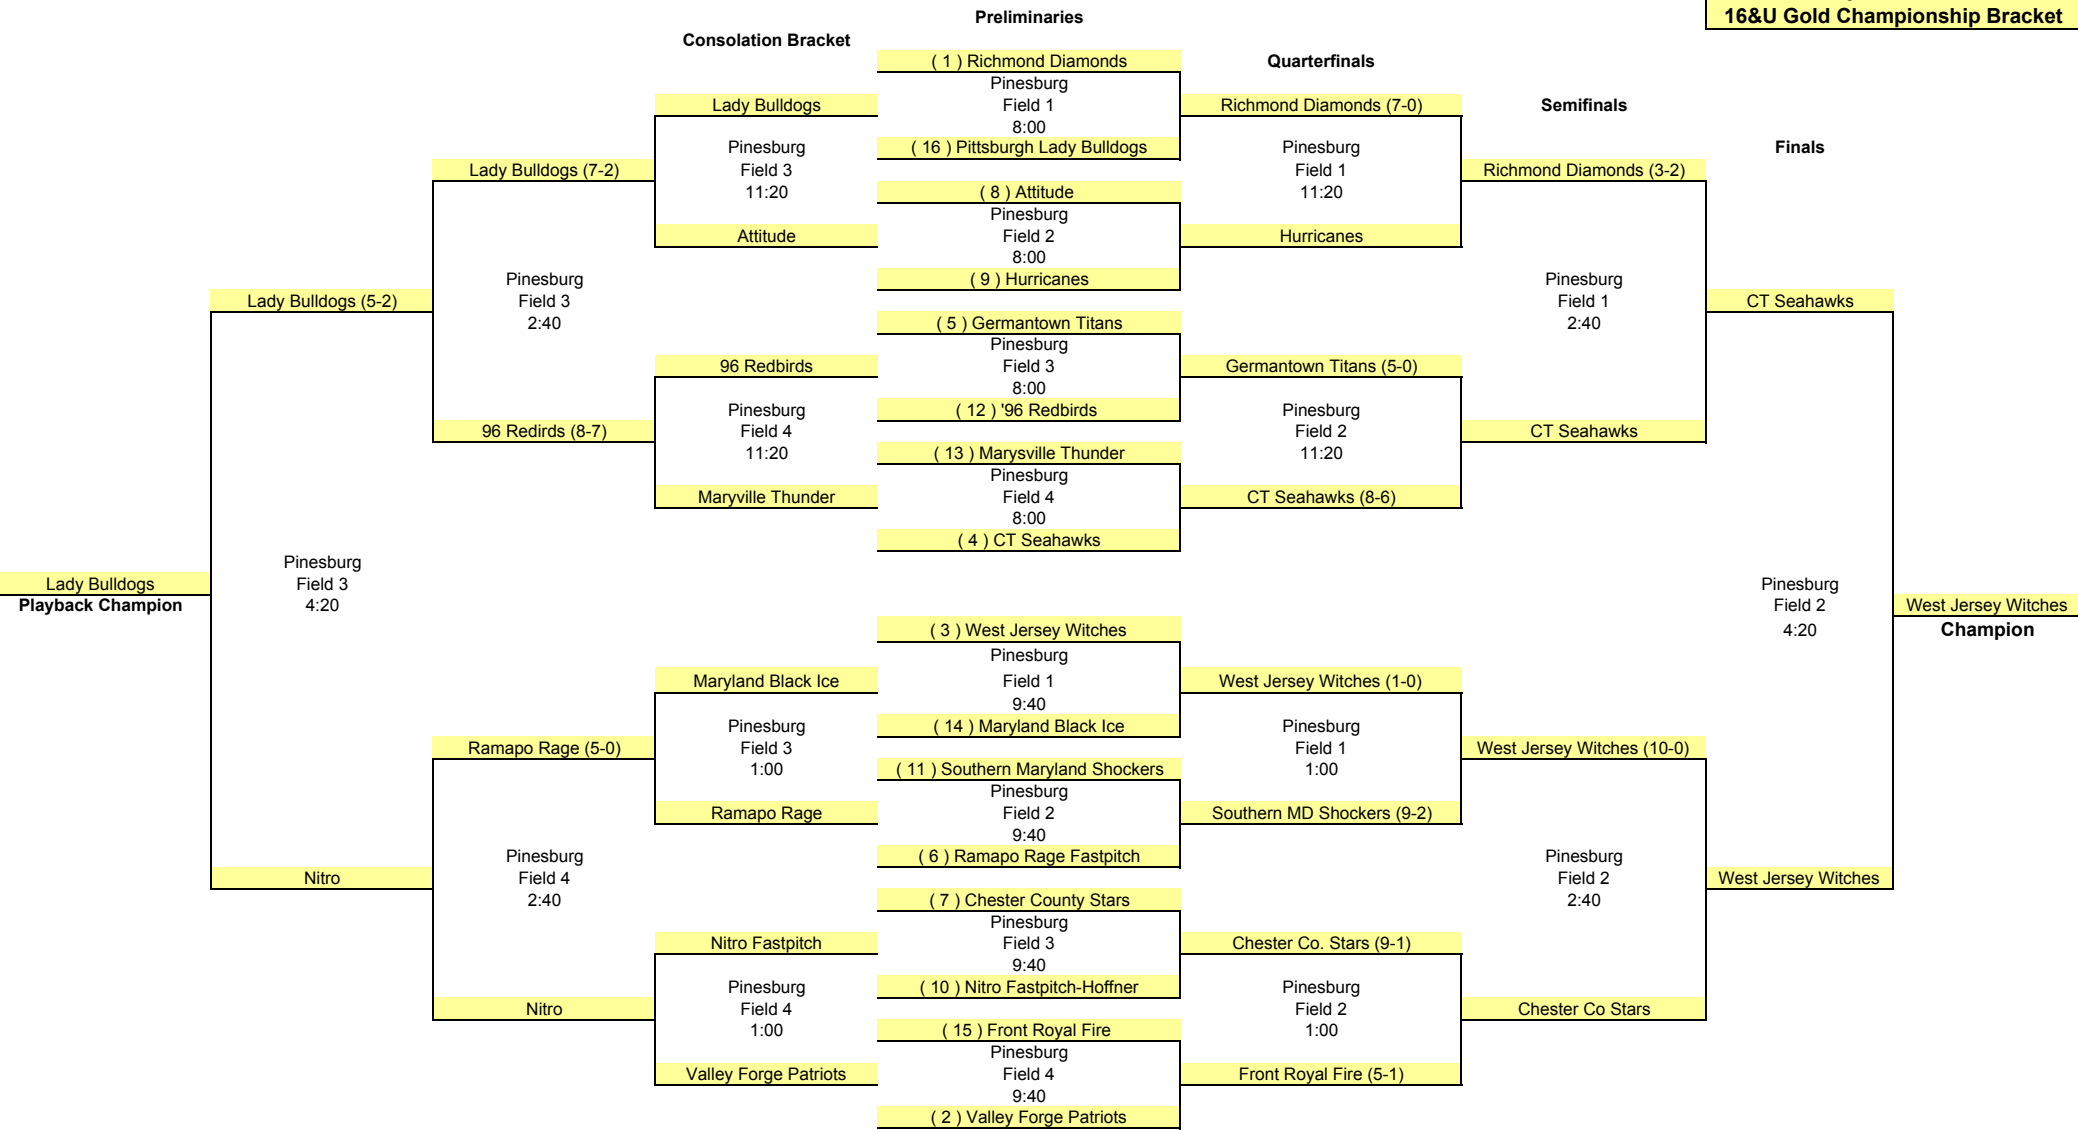 Preliminaries
16&U Gold Championship Bracket
Consolation Bracket
( 1 ) Richmond Diamonds
Quarterfinals
Pinesburg
Lady Bulldogs
Field 1
Richmond Diamonds (7-0)
Semifinals
8:00
Pinesburg
( 16 ) Pittsburgh Lady Bulldogs
Pinesburg
Finals
Lady Bulldogs (7-2)
Field 3
Field 1
Richmond Diamonds (3-2)
11:20
( 8 ) Attitude
11:20
Pinesburg
Attitude
Field 2
Hurricanes
8:00
Pinesburg
( 9 ) Hurricanes
Pinesburg
Lady Bulldogs (5-2)
Field 3
Field 1
CT Seahawks
2:40
( 5 ) Germantown Titans
2:40
Pinesburg
96 Redbirds
Field 3
Germantown Titans (5-0)
8:00
Pinesburg
( 12 ) '96 Redbirds
Pinesburg
96 Redirds (8-7)
Field 4
Field 2
CT Seahawks
11:20
( 13 ) Marysville Thunder
11:20
Pinesburg
Maryville Thunder
Field 4
CT Seahawks (8-6)
8:00
( 4 ) CT Seahawks
Pinesburg
Lady Bulldogs
Field 3
Pinesburg
Playback Champion
4:20
Field 2
West Jersey Witches
( 3 ) West Jersey Witches
4:20
Champion
Pinesburg
Maryland Black Ice
Field 1
West Jersey Witches (1-0)
9:40
Pinesburg
( 14 ) Maryland Black Ice
Pinesburg
Ramapo Rage (5-0)
Field 3
Field 1
West Jersey Witches (10-0)
1:00
( 11 ) Southern Maryland Shockers
1:00
Pinesburg
Ramapo Rage
Field 2
Southern MD Shockers (9-2)
9:40
Pinesburg
( 6 ) Ramapo Rage Fastpitch
Pinesburg
Nitro
Field 4
Field 2
West Jersey Witches
2:40
( 7 ) Chester County Stars
2:40
Pinesburg
Nitro Fastpitch
Field 3
Chester Co. Stars (9-1)
9:40
Pinesburg
( 10 ) Nitro Fastpitch-Hoffner
Pinesburg
Nitro
Field 4
Field 2
Chester Co Stars
1:00
( 15 ) Front Royal Fire
1:00
Pinesburg
Valley Forge Patriots
Field 4
Front Royal Fire (5-1)
9:40
( 2 ) Valley Forge Patriots